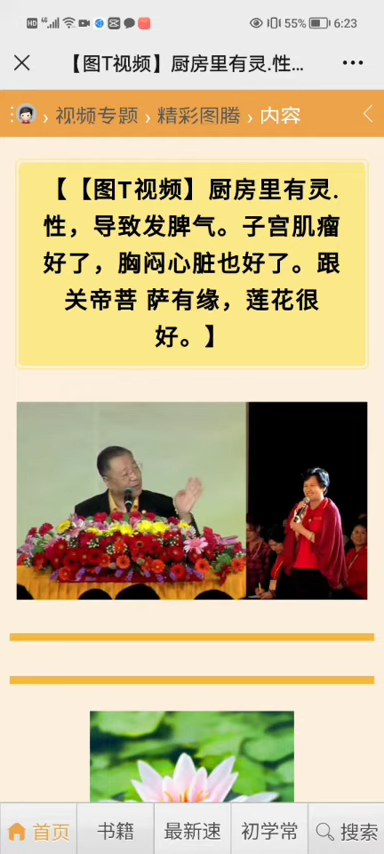 HD 4G 55% 6:23
【图T视频】厨房里有灵.性...
视频专题 › 精彩图腾 › 内容
【【图T视频】厨房里有灵.
性，导致发脾气。子宫肌瘤
好了，胸闷心脏也好了。跟
关帝菩 萨有缘，莲花很
好。】
首页 书籍 最新速 初学常 搜索